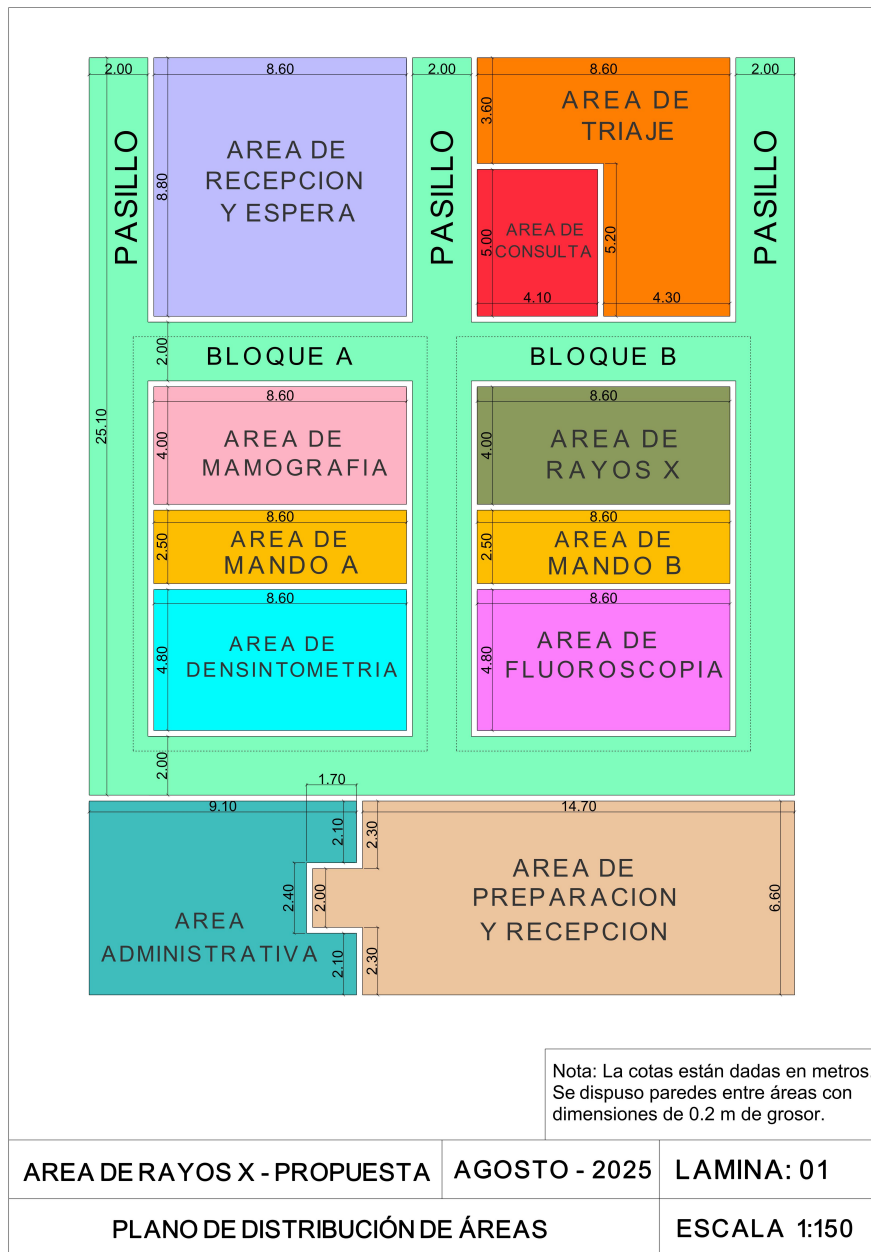 2.00
8.60
2.00
8.60
2.00
PASILLO
8.80
AREA DE
RECEPCION
Y ESPERA
PASILLO
3.60
AREA DE
TRIAJE
PASILLO
5.00
AREA DE
CONSULTA
5.20
4.10
4.30
2.00
BLOQUE A
BLOQUE B
25.10
8.60
4.00
AREA DE
MAMOGRAFIA
8.60
4.00
AREA DE
RAYOS X
8.60
2.50
AREA DE
MANDO A
8.60
2.50
AREA DE
MANDO B
8.60
4.80
AREA DE
DENSINTOMETRIA
8.60
4.80
AREA DE
FLUOROSCOPIA
2.00
1.70
9.10
2.10
2.40
2.10
AREA
ADMINISTRATIVA
14.70
2.30
2.00
2.30
AREA DE
PREPARACION
Y RECEPCION
6.60
Nota: La cotas están dadas en metros.
Se dispuso paredes entre áreas con
dimensiones de 0.2 m de grosor.
AREA DE RAYOS X - PROPUESTA
AGOSTO - 2025
LAMINA: 01
PLANO DE DISTRIBUCIÓN DE ÁREAS
ESCALA 1:150